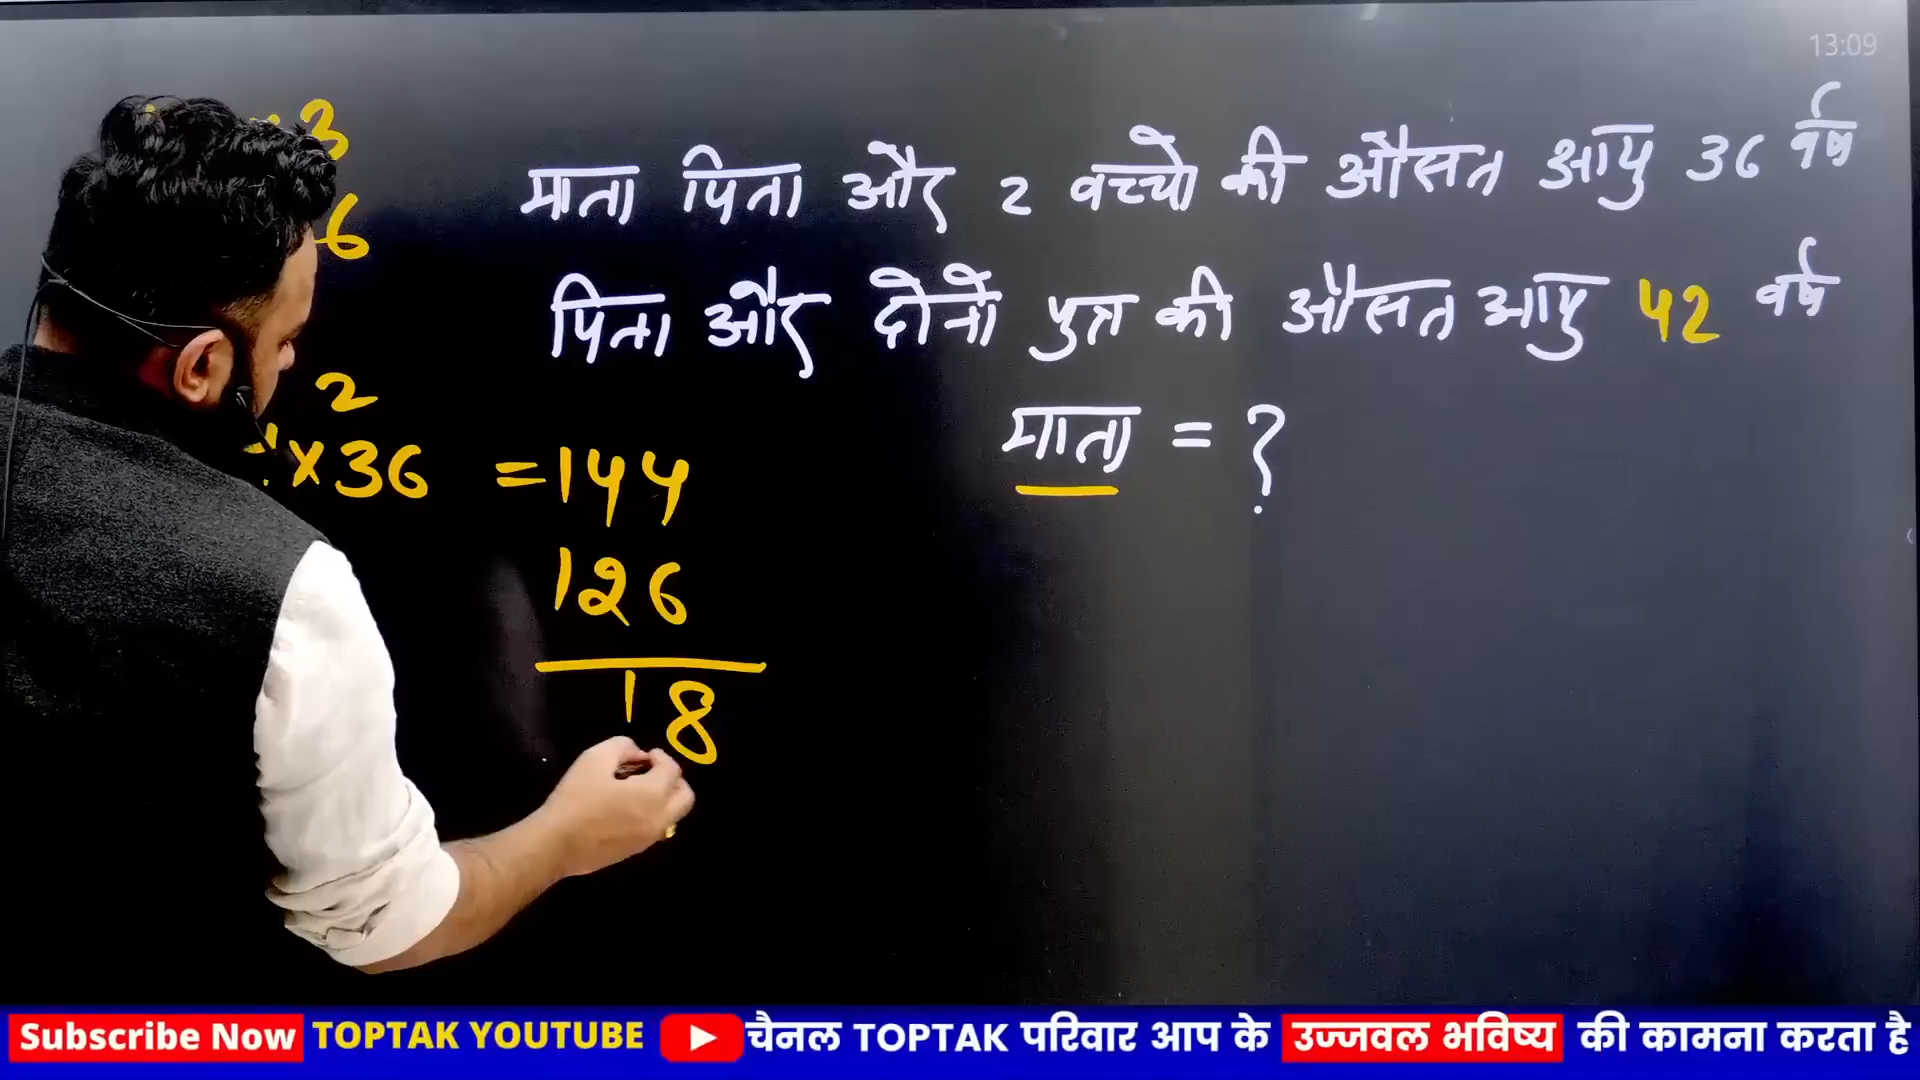 13:09
माता पिता और 2 बच्चो की औसत आयु 36 वर्ष
पिता और दोनो पुत्र की औसत आयु 42 वर्ष
माता = ?
×3
6
2
×36 =144
126
18
Subscribe Now TOPTAK YOUTUBE चैनल TOPTAK परिवार आप के उज्जवल भविष्य की कामना करता है